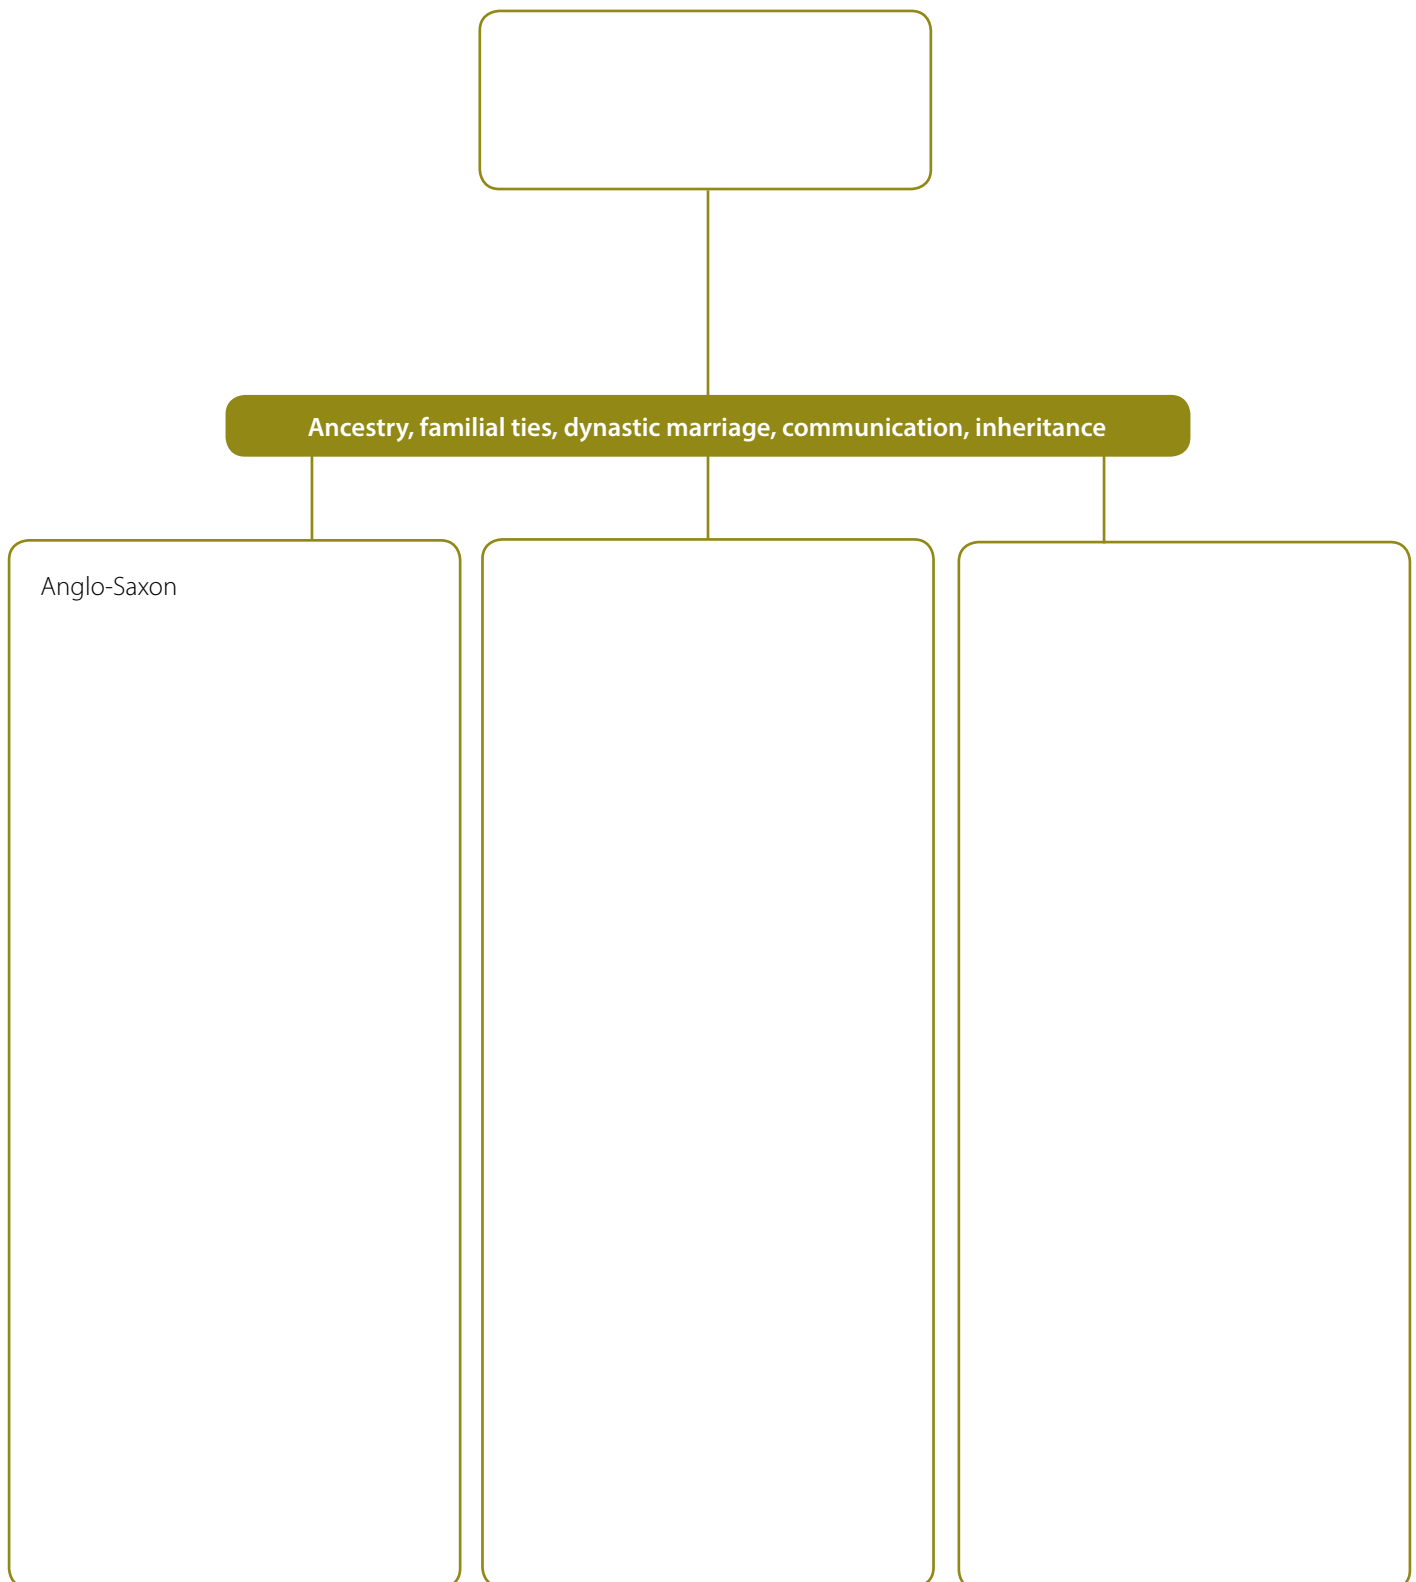 Ancestry, familial ties, dynastic marriage, communication, inheritance
Anglo-Saxon